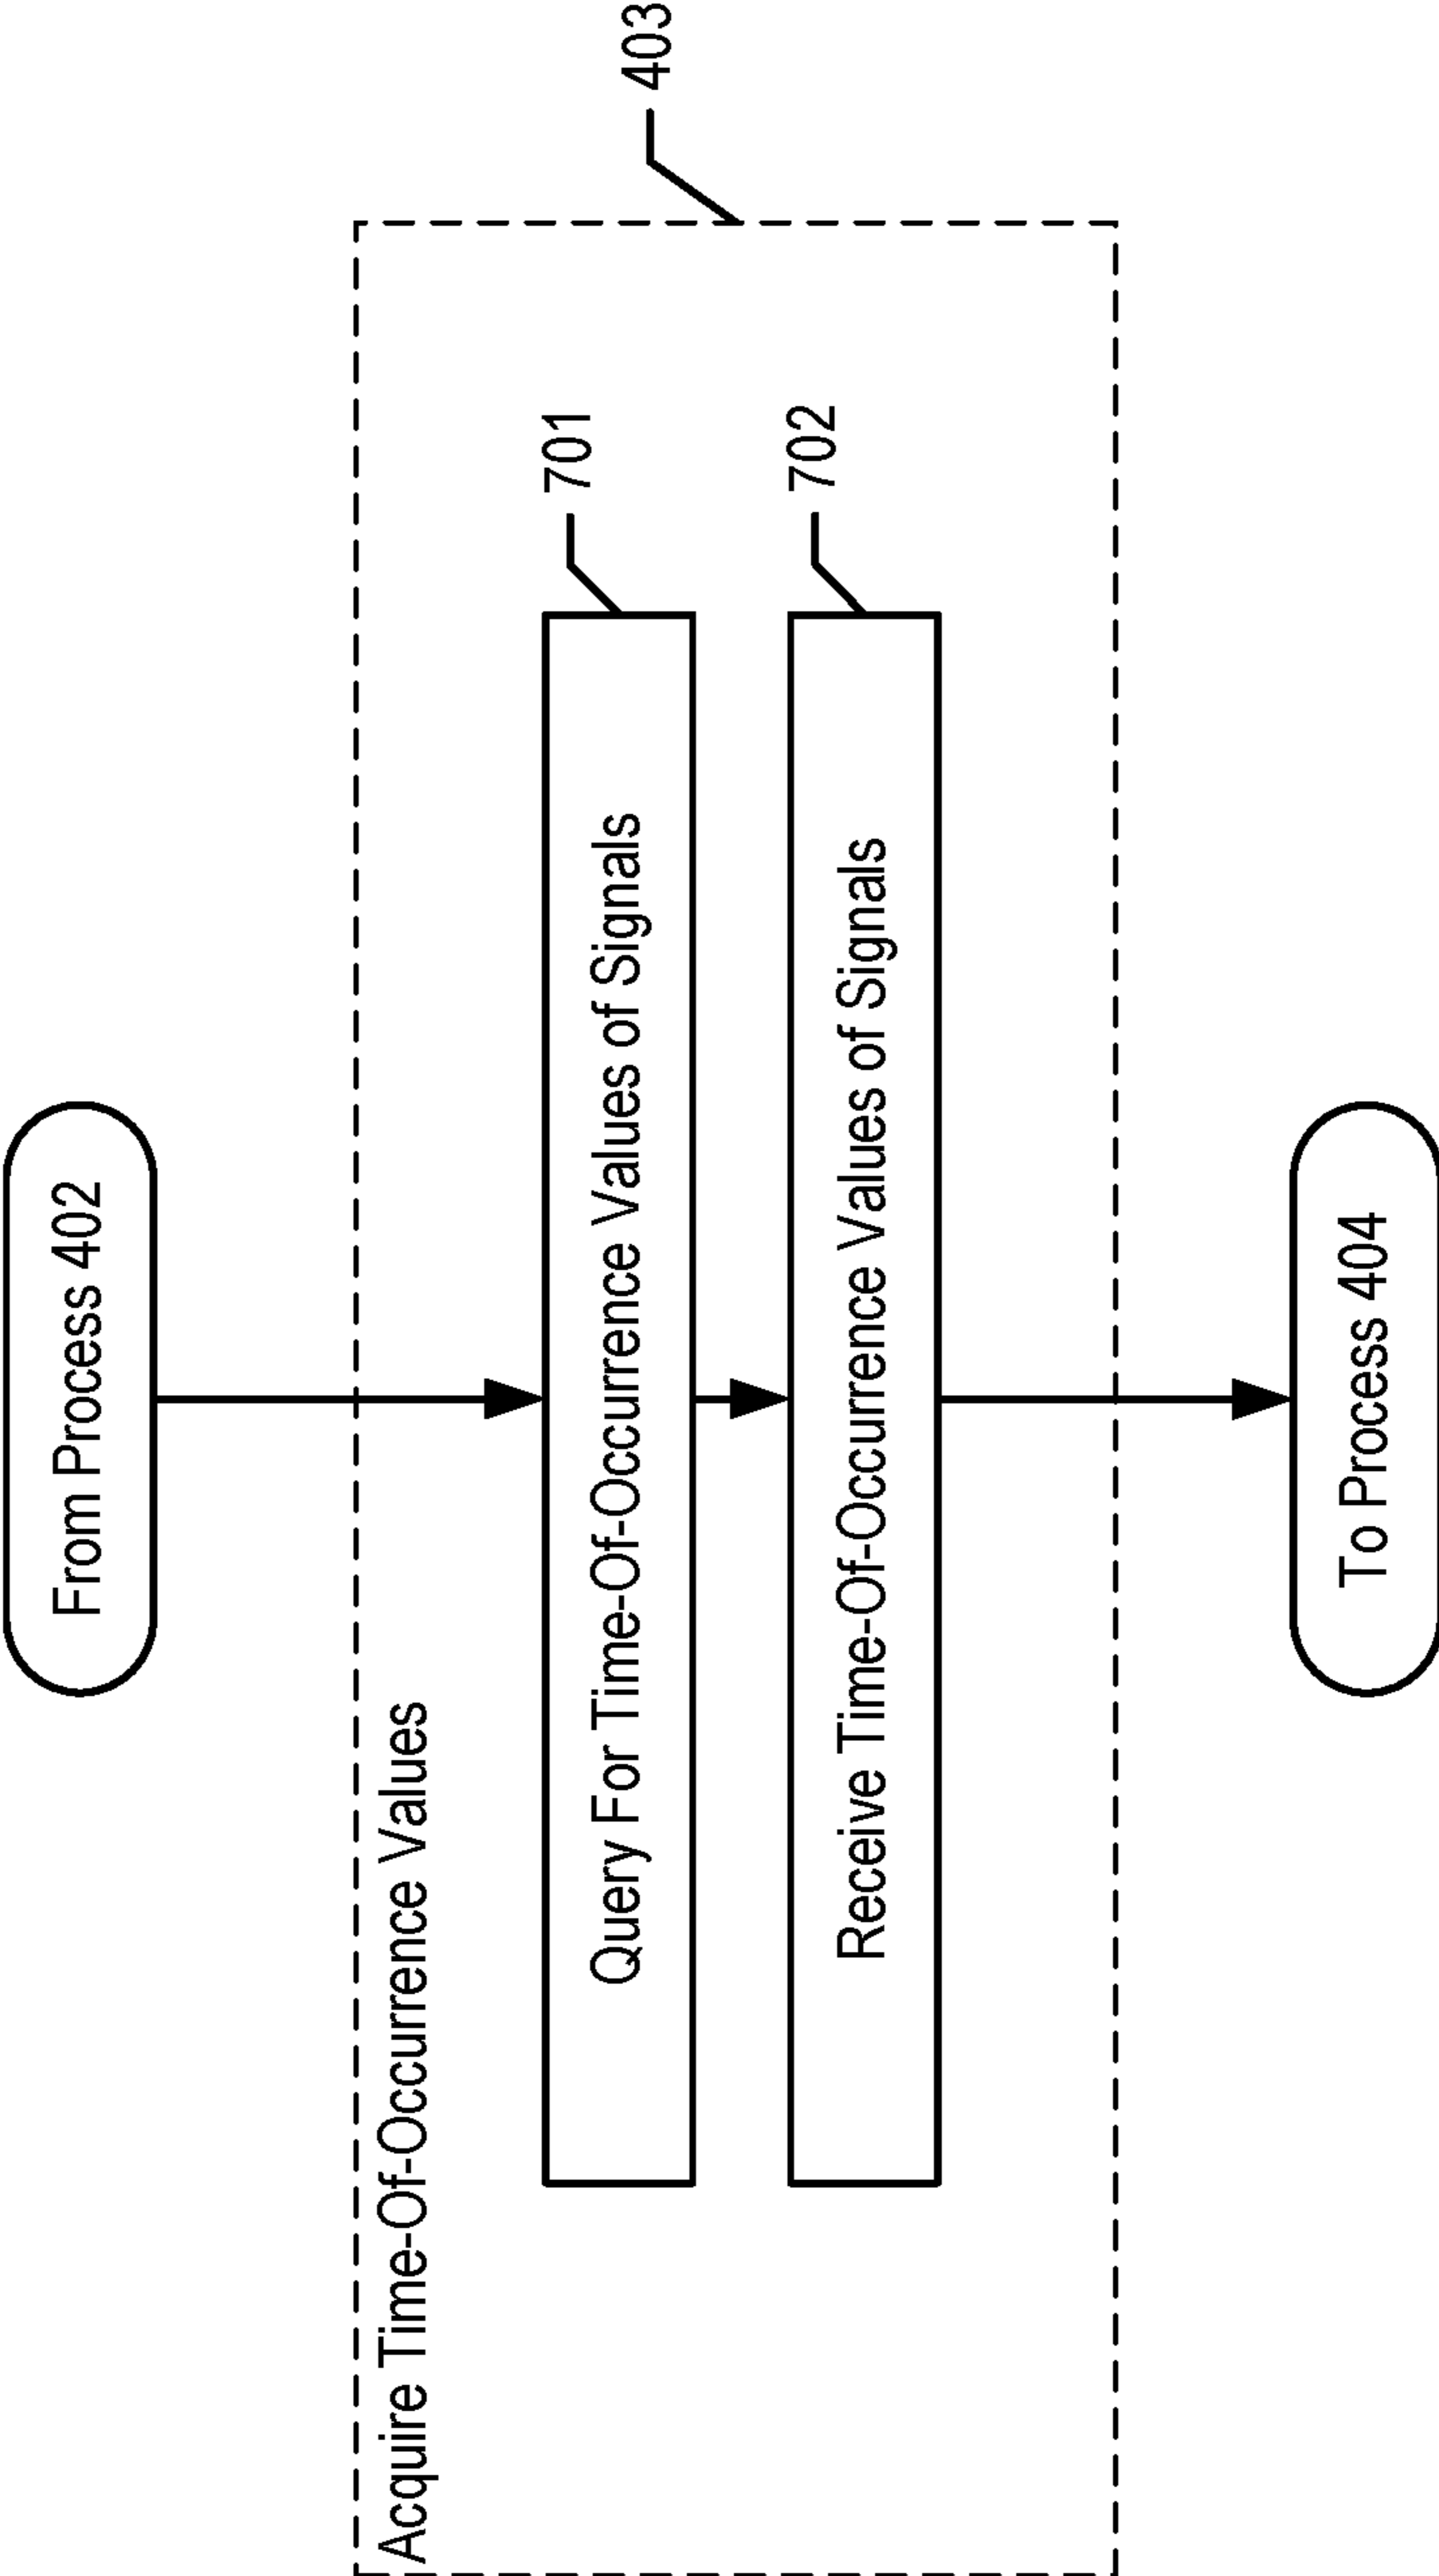 From Process 402
403
Acquire Time-Of-Occurrence Values
701
Query For Time-Of-Occurrence Values of Signals
702
Receive Time-Of-Occurrence Values of Signals
To Process 404